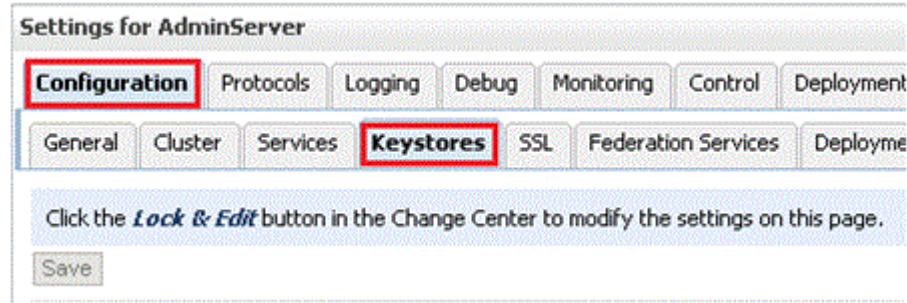 Settings for AdminServer
Configuration Protocols Logging Debug Monitoring Control Deployment
General Cluster Services Keystores SSL Federation Services Deployme
Click the Lock & Edit button in the Change Center to modify the settings on this page.
Save